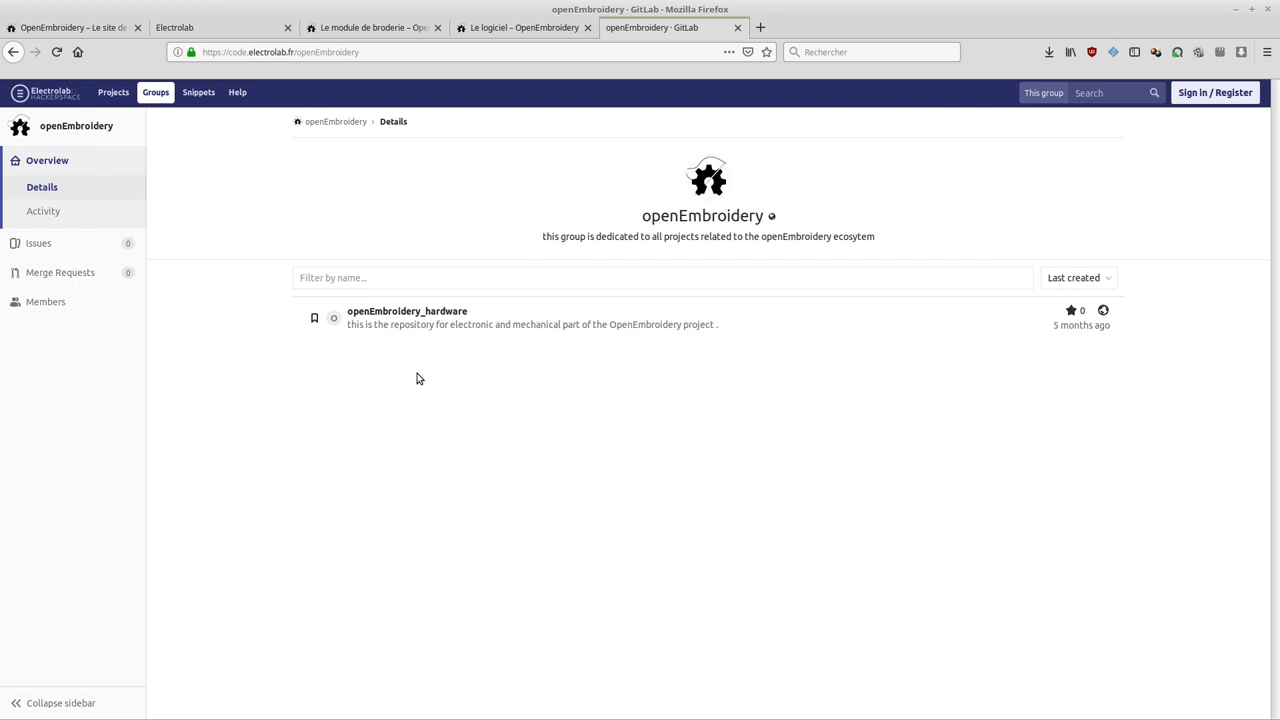 openEmbroidery · GitLab - Mozilla Firefox
OpenEmbroidery – Le site de
Electrolab
Le module de broderie – Ope
Le logiciel – OpenEmbroidery
openEmbroidery · GitLab
https://code.electrolab.fr/openEmbroidery
Rechercher
Electrolab::
HACKERSPACE
Projects
Groups
Snippets
Help
This group
Search
Sign in / Register
openEmbroidery
Overview
Details
Activity
Issues
0
Merge Requests
0
Members
Collapse sidebar
openEmbroidery › Details
openEmbroidery
this group is dedicated to all projects related to the openEmbroidery ecosytem
Filter by name...
Last created
O
openEmbroidery_hardware
this is the repository for electronic and mechanical part of the OpenEmbroidery project .
0
5 months ago